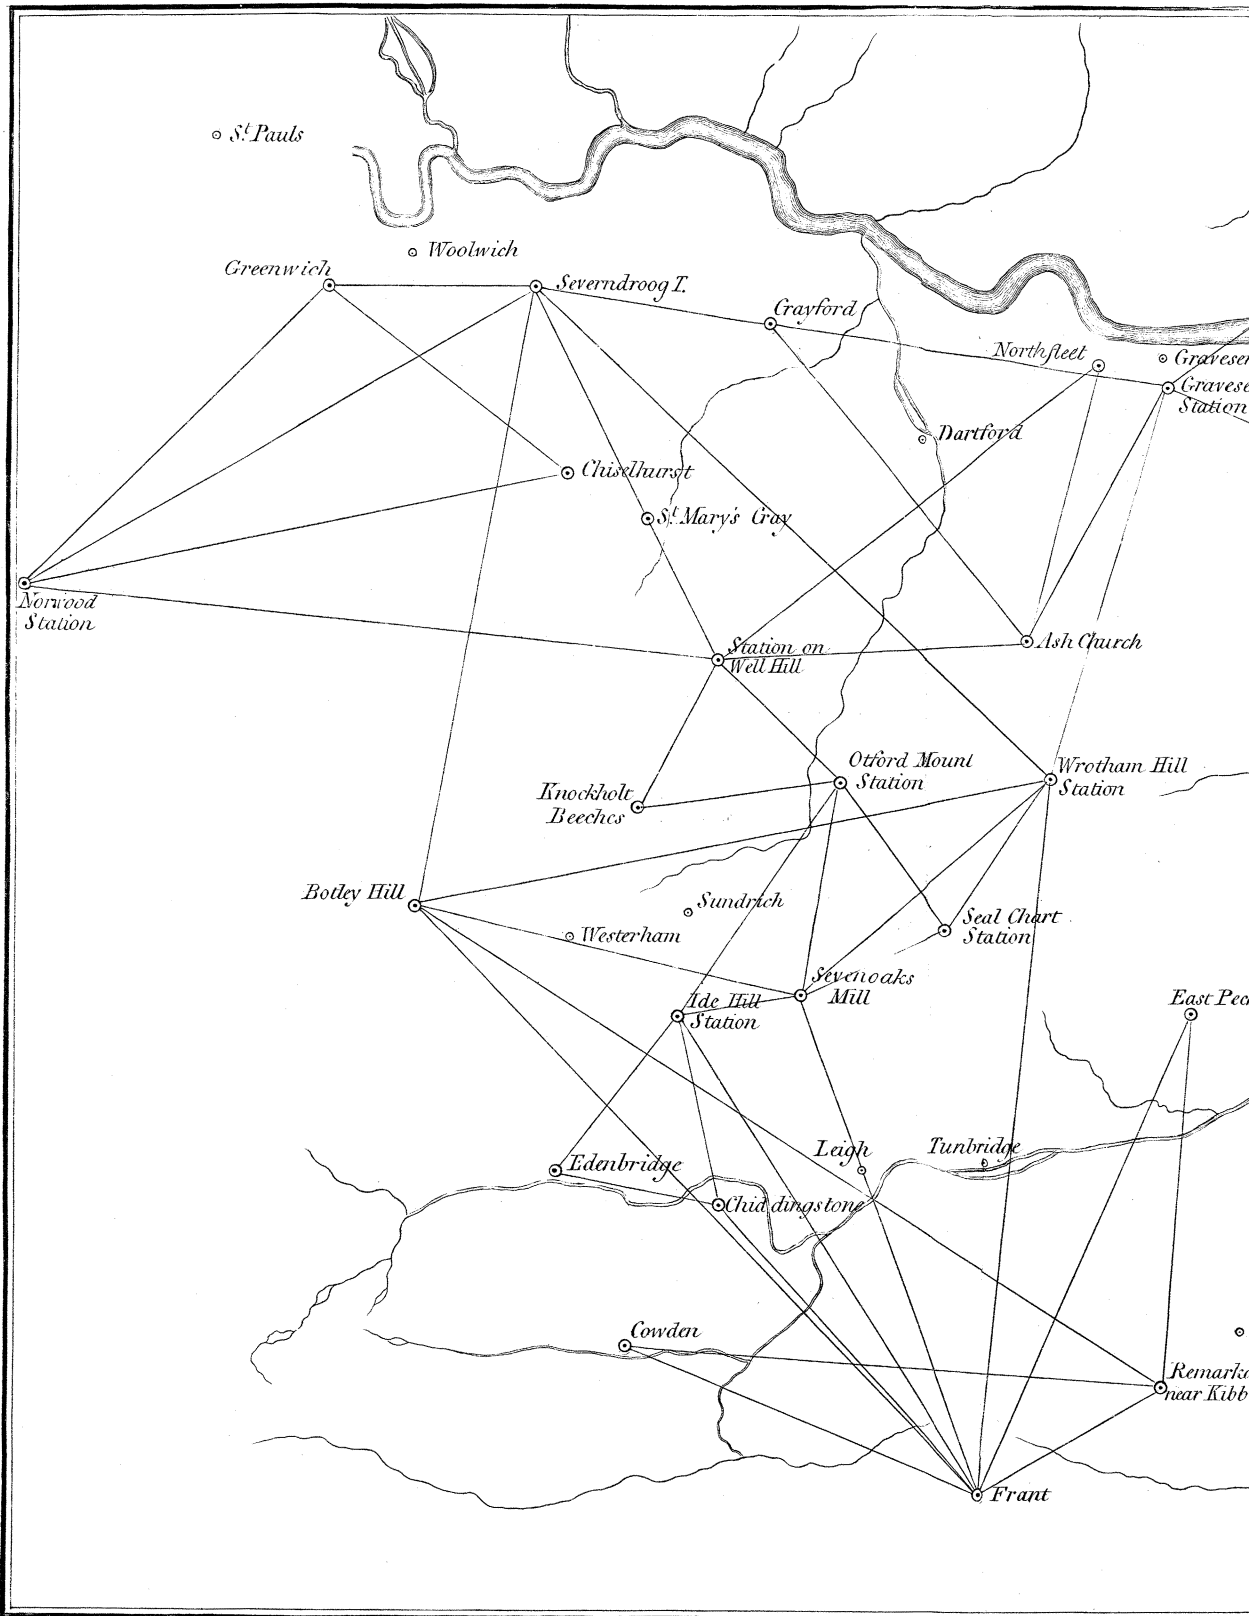 St. Pauls
Woolwich
Greenwich
Severndroog T.
Crayford
Northfleet
Gravesen
Gravese
Station
Dartford
Chiselhurst
St. Mary's Cray
Norwood
Station
Station on
Well Hill
Ash Church
Otford Mount
Station
Wrotham Hill
Station
Knockholt
Beeches
Botley Hill
Sundrich
Westerham
Seal Chart
Station
Sevenoaks
Mill
Ide Hill
Station
East Pec
Leigh
Tunbridge
Edenbridge
Chiddingstone
Cowden
Remarka
near Kibb
Frant